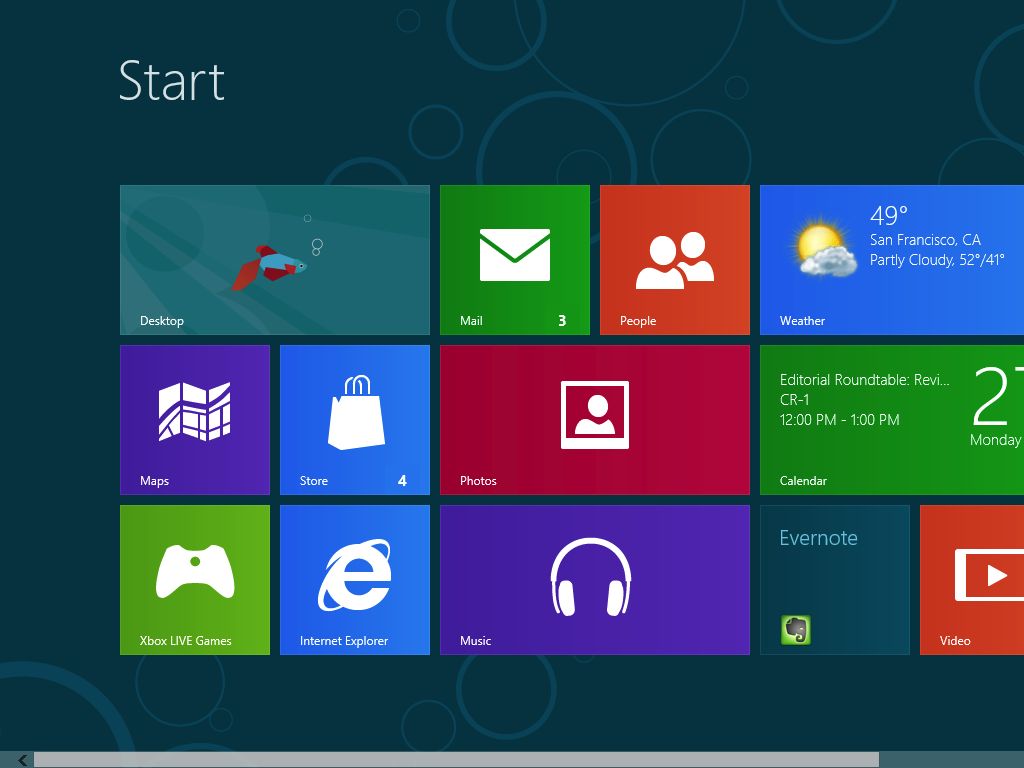 Start
Desktop
Mail 3
People
49°
San Francisco, CA
Partly Cloudy, 52°/41°
Weather
Maps
Store 4
Photos
Editorial Roundtable: Revi...
CR-1
12:00 PM - 1:00 PM
27
Monday
Calendar
Xbox LIVE Games
Internet Explorer
Music
Evernote
Video